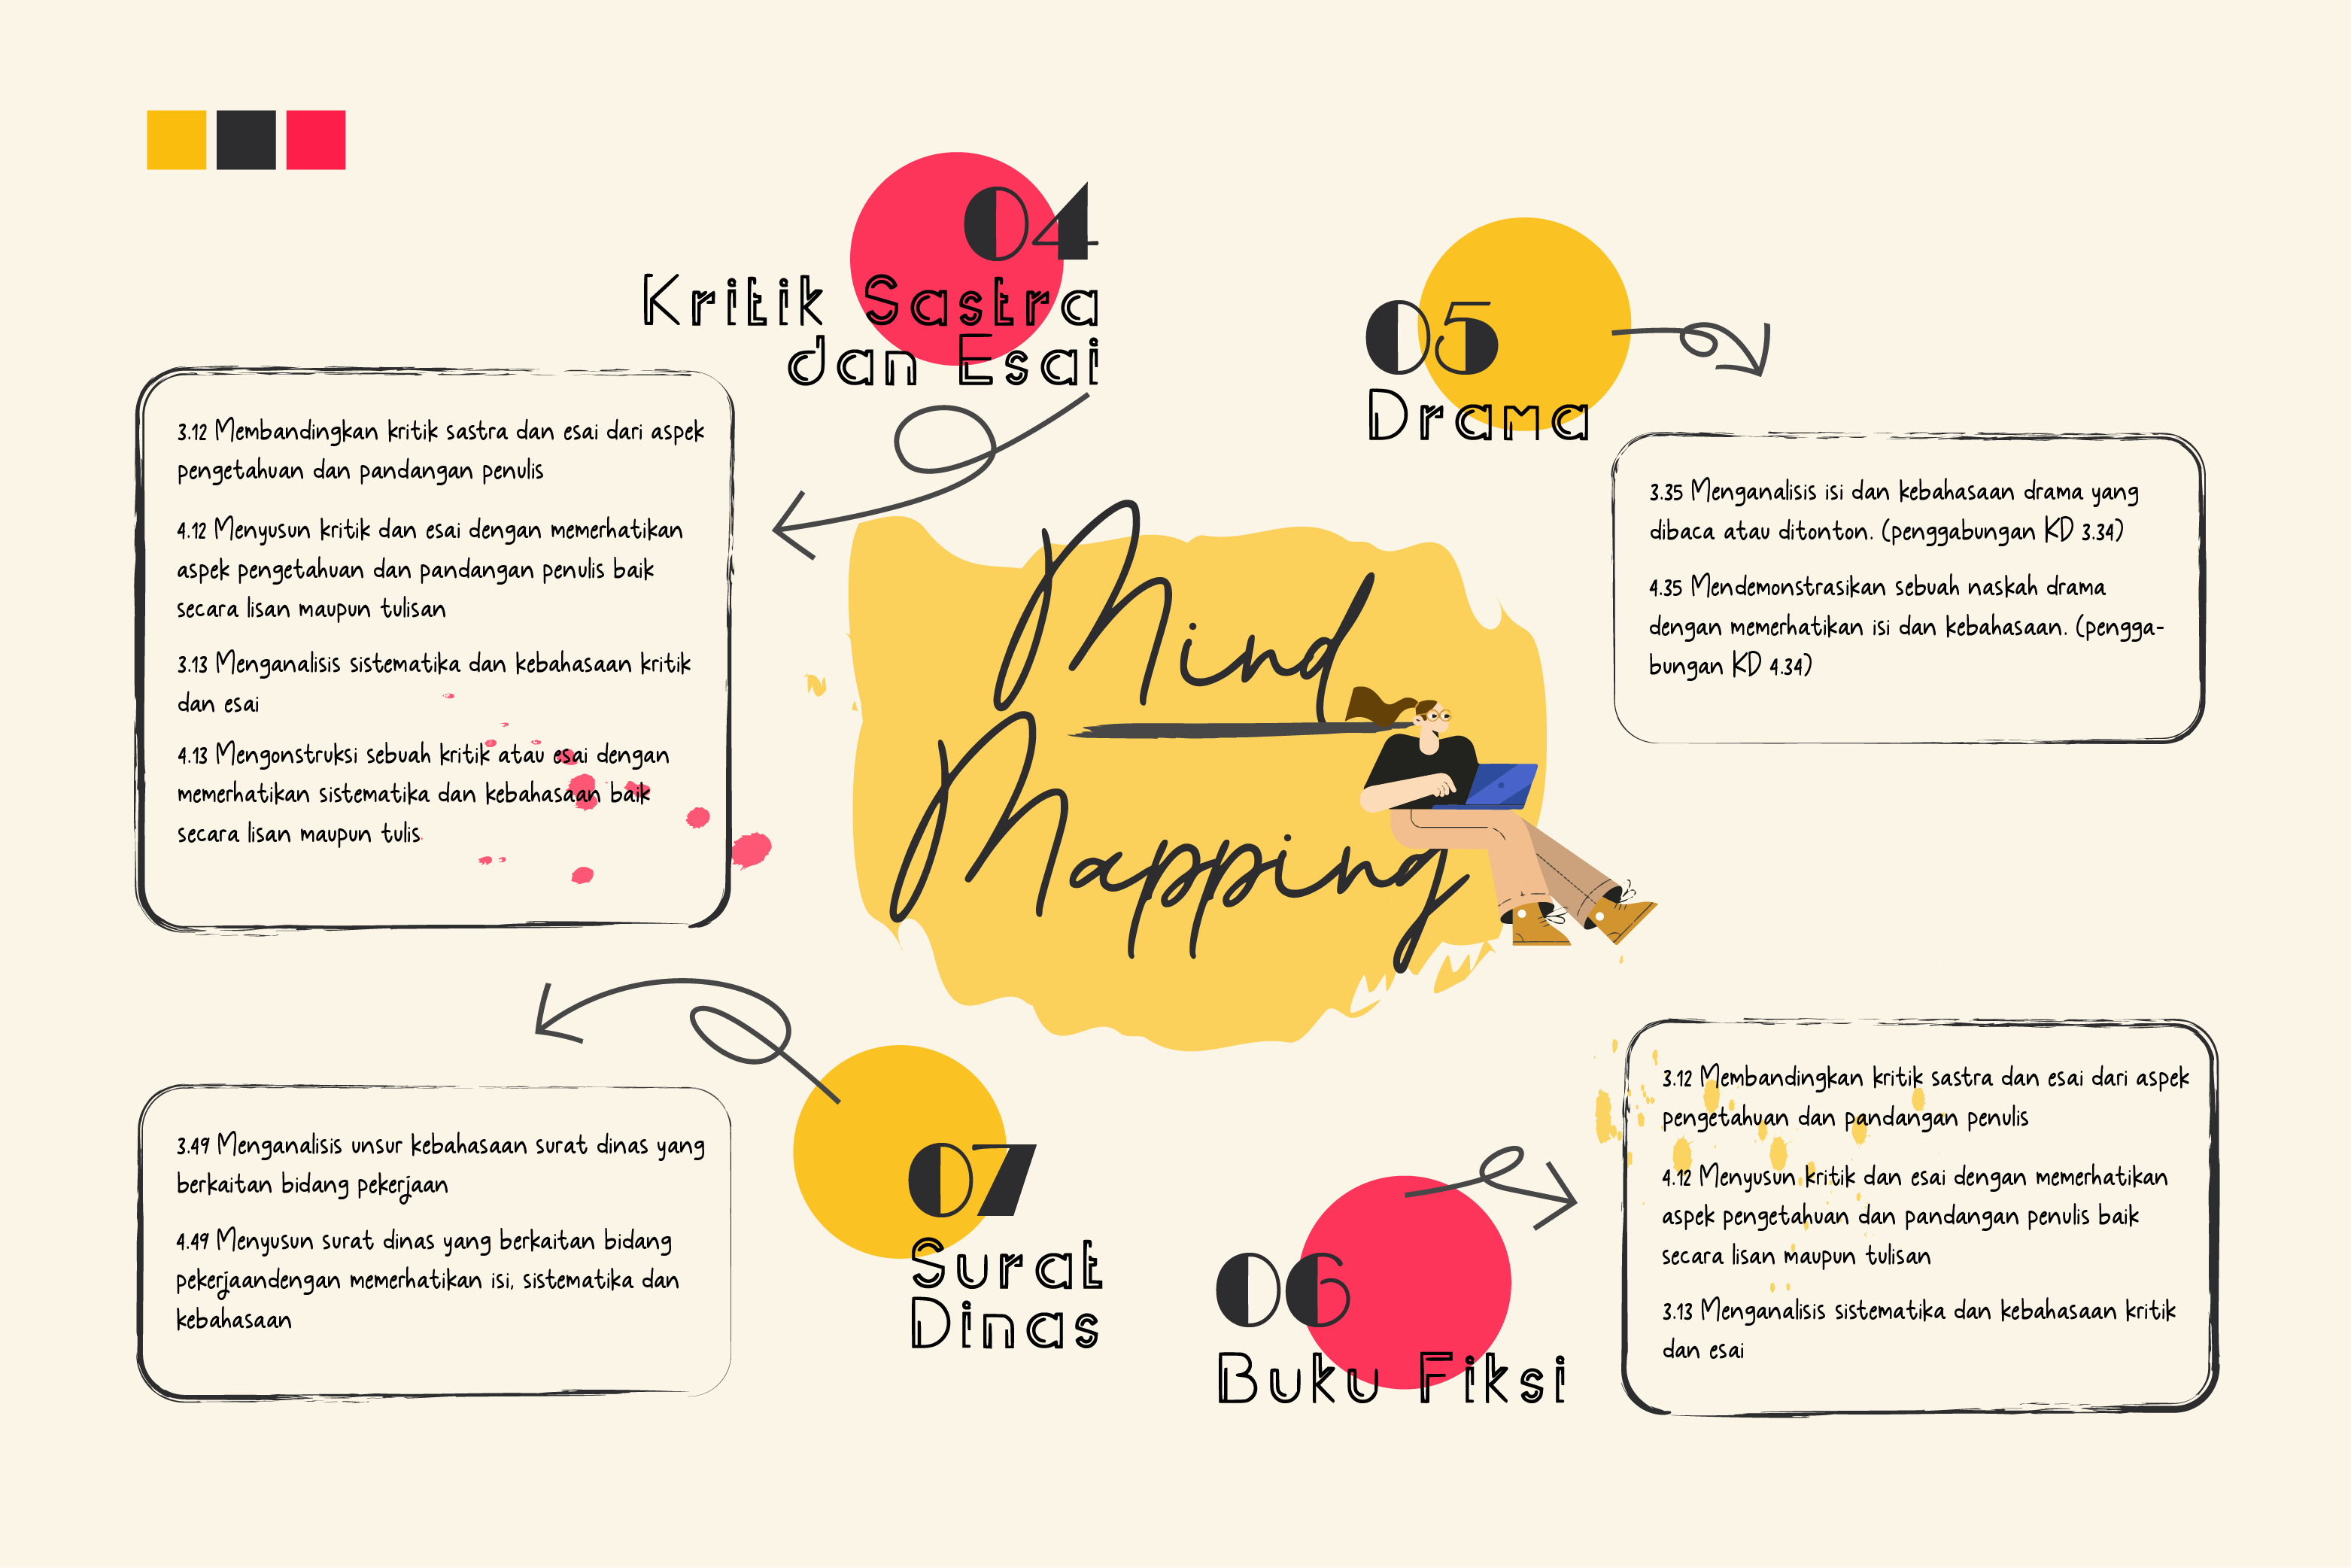 04
Kritik Sastra
dan Esai
3.12 Membandingkan kritik sastra dan esai dari aspek
pengetahuan dan pandangan penulis
4.12 Menyusun kritik dan esai dengan memerhatikan
aspek pengetahuan dan pandangan penulis baik
secara lisan maupun tulisan
3.13 Menganalisis sistematika dan kebahasaan kritik
dan esai
4.13 Mengonstruksi sebuah kritik atau esai dengan
memerhatikan sistematika dan kebahasaan baik
secara lisan maupun tulis
05
Drama
3.35 Menganalisis isi dan kebahasaan drama yang
dibaca atau ditonton. (penggabungan KD 3.34)
4.35 Mendemonstrasikan sebuah naskah drama
dengan memerhatikan isi dan kebahasaan. (pengga-
bungan KD 4.34)
Mind
Mapping
07
Surat
Dinas
3.49 Menganalisis unsur kebahasaan surat dinas yang
berkaitan bidang pekerjaan
4.49 Menyusun surat dinas yang berkaitan bidang
pekerjaandengan memerhatikan isi, sistematika dan
kebahasaan
06
Buku Fiksi
3.12 Membandingkan kritik sastra dan esai dari aspek
pengetahuan dan pandangan penulis
4.12 Menyusun kritik dan esai dengan memerhatikan
aspek pengetahuan dan pandangan penulis baik
secara lisan maupun tulisan
3.13 Menganalisis sistematika dan kebahasaan kritik
dan esai